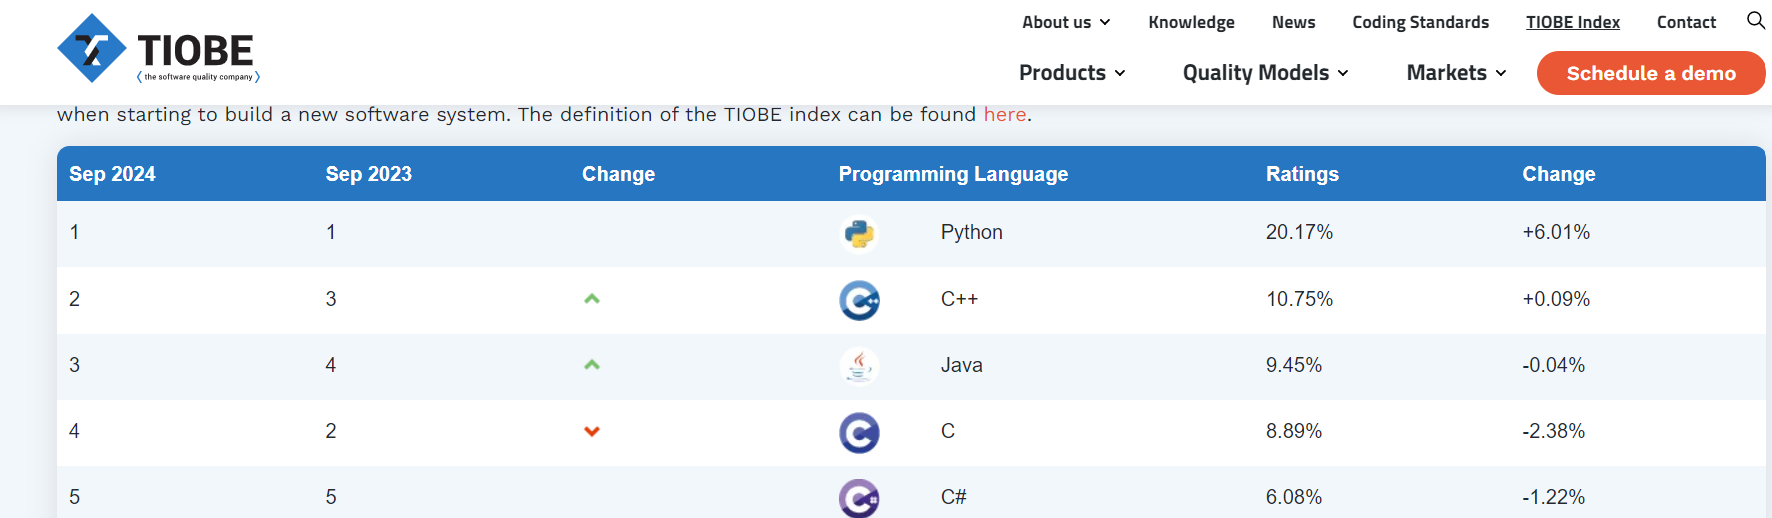 About us Knowledge News Coding Standards TIOBE Index Contact
TIOBE
(the software quality company)
Products Quality Models Markets Schedule a demo
when starting to build a new software system. The definition of the TIOBE index can be found here.
Sep 2024 Sep 2023 Change Programming Language Ratings Change
1 1 Python 20.17% +6.01%
2 3 C++ 10.75% +0.09%
3 4 Java 9.45% -0.04%
4 2 C 8.89% -2.38%
5 5 C# 6.08% -1.22%